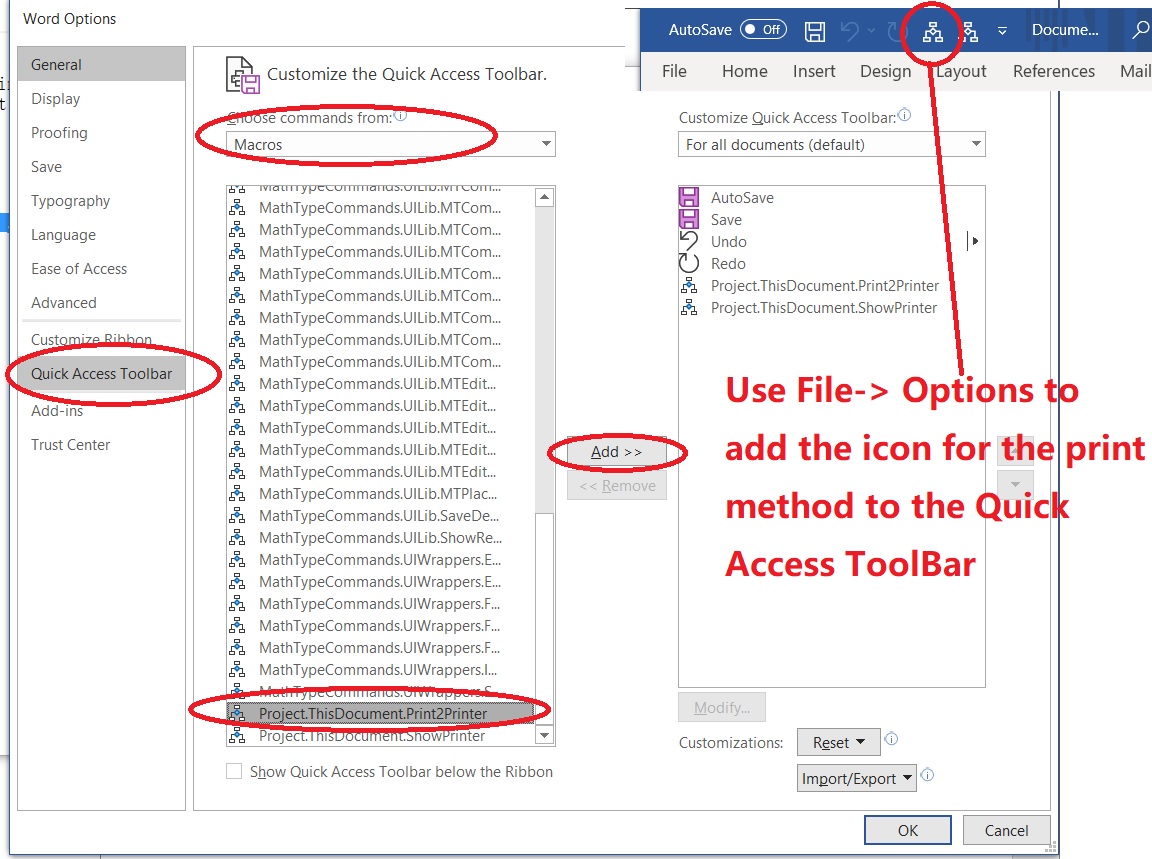 Word Options
AutoSave Off Docume...
File Home Insert Design Layout References Mail
General
Display
Proofing
Save
Typography
Language
Ease of Access
Advanced
Customize Ribbon
Quick Access Toolbar
Add-ins
Trust Center
Customize the Quick Access Toolbar.
Choose commands from:
Macros
MathTypeCommands.UILib.MTCom...
MathTypeCommands.UILib.MTCom...
MathTypeCommands.UILib.MTCom...
MathTypeCommands.UILib.MTCom...
MathTypeCommands.UILib.MTCom...
MathTypeCommands.UILib.MTCom...
MathTypeCommands.UILib.MTCom...
MathTypeCommands.UILib.MTCom...
MathTypeCommands.UILib.MTCom...
MathTypeCommands.UILib.MTEdit...
MathTypeCommands.UILib.MTEdit...
MathTypeCommands.UILib.MTEdit...
MathTypeCommands.UILib.MTEdit...
MathTypeCommands.UILib.MTEdit...
MathTypeCommands.UILib.MTPlac...
MathTypeCommands.UILib.SaveDe...
MathTypeCommands.UILib.ShowRe...
MathTypeCommands.UIWrappers.E...
MathTypeCommands.UIWrappers.E...
MathTypeCommands.UIWrappers.F...
MathTypeCommands.UIWrappers.F...
MathTypeCommands.UIWrappers.F...
MathTypeCommands.UIWrappers.I...
MathTypeCommands.UIWrappers.S...
Project.ThisDocument.Print2Printer
Project.ThisDocument.ShowPrinter
Show Quick Access Toolbar below the Ribbon
Add >>
<< Remove
Customize Quick Access Toolbar:
For all documents (default)
AutoSave
Save
Undo
Redo
Project.ThisDocument.Print2Printer
Project.ThisDocument.ShowPrinter
Use File-> Options to
add the icon for the print
method to the Quick
Access ToolBar
Modify...
Customizations: Reset
Import/Export
OK Cancel